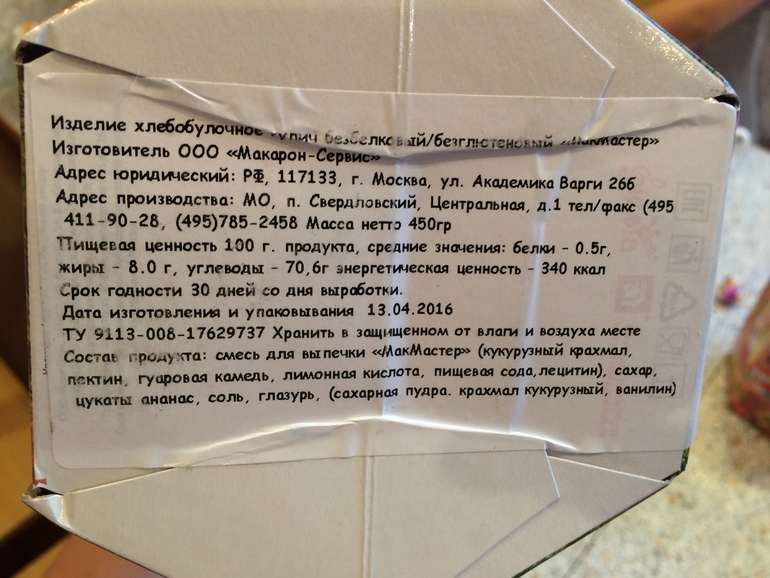 Изделие хлебобулочное кулич безбелковый/безглютеновый «МакМастер»
Изготовитель ООО «Макарон-Сервис»
Адрес юридический: РФ, 117133, г. Москва, ул. Академика Варги 26б
Адрес производства: МО, п. Свердловский, Центральная, д.1 тел/факс (495
411-90-28, (495)785-2458 Масса нетто 450гр
Пищевая ценность 100 г. продукта, средние значения: белки – 0.5г,
жиры – 8.0 г, углеводы – 70,6г энергетическая ценность – 340 ккал
Срок годности 30 дней со дня выработки.
Дата изготовления и упаковывания 13.04.2016
ТУ 9113-008-17629737 Хранить в защищенном от влаги и воздуха месте
Состав продукта: смесь для выпечки «МакМастер» (кукурузный крахмал,
пектин, гуаровая камедь, лимонная кислота, пищевая сода,лецитин), сахар,
цукаты ананас, соль, глазурь, (сахарная пудра. крахмал кукурузный, ванилин)